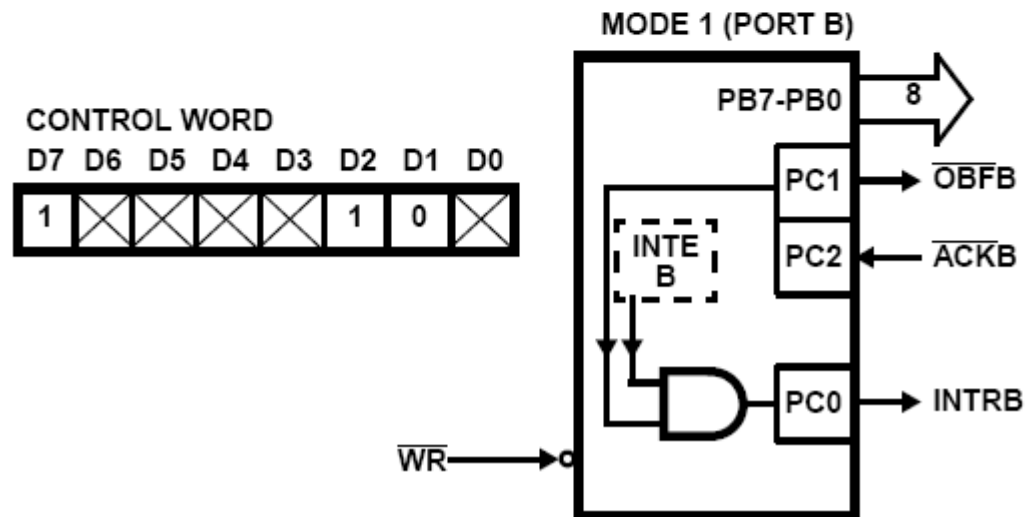 MODE 1 (PORT B)
CONTROL WORD
D7 D6 D5 D4 D3 D2 D1 D0
1 1 0
PB7-PB0
8
PC1
OBFB
INTE
B
PC2
ACKB
PC0
INTRB
WR